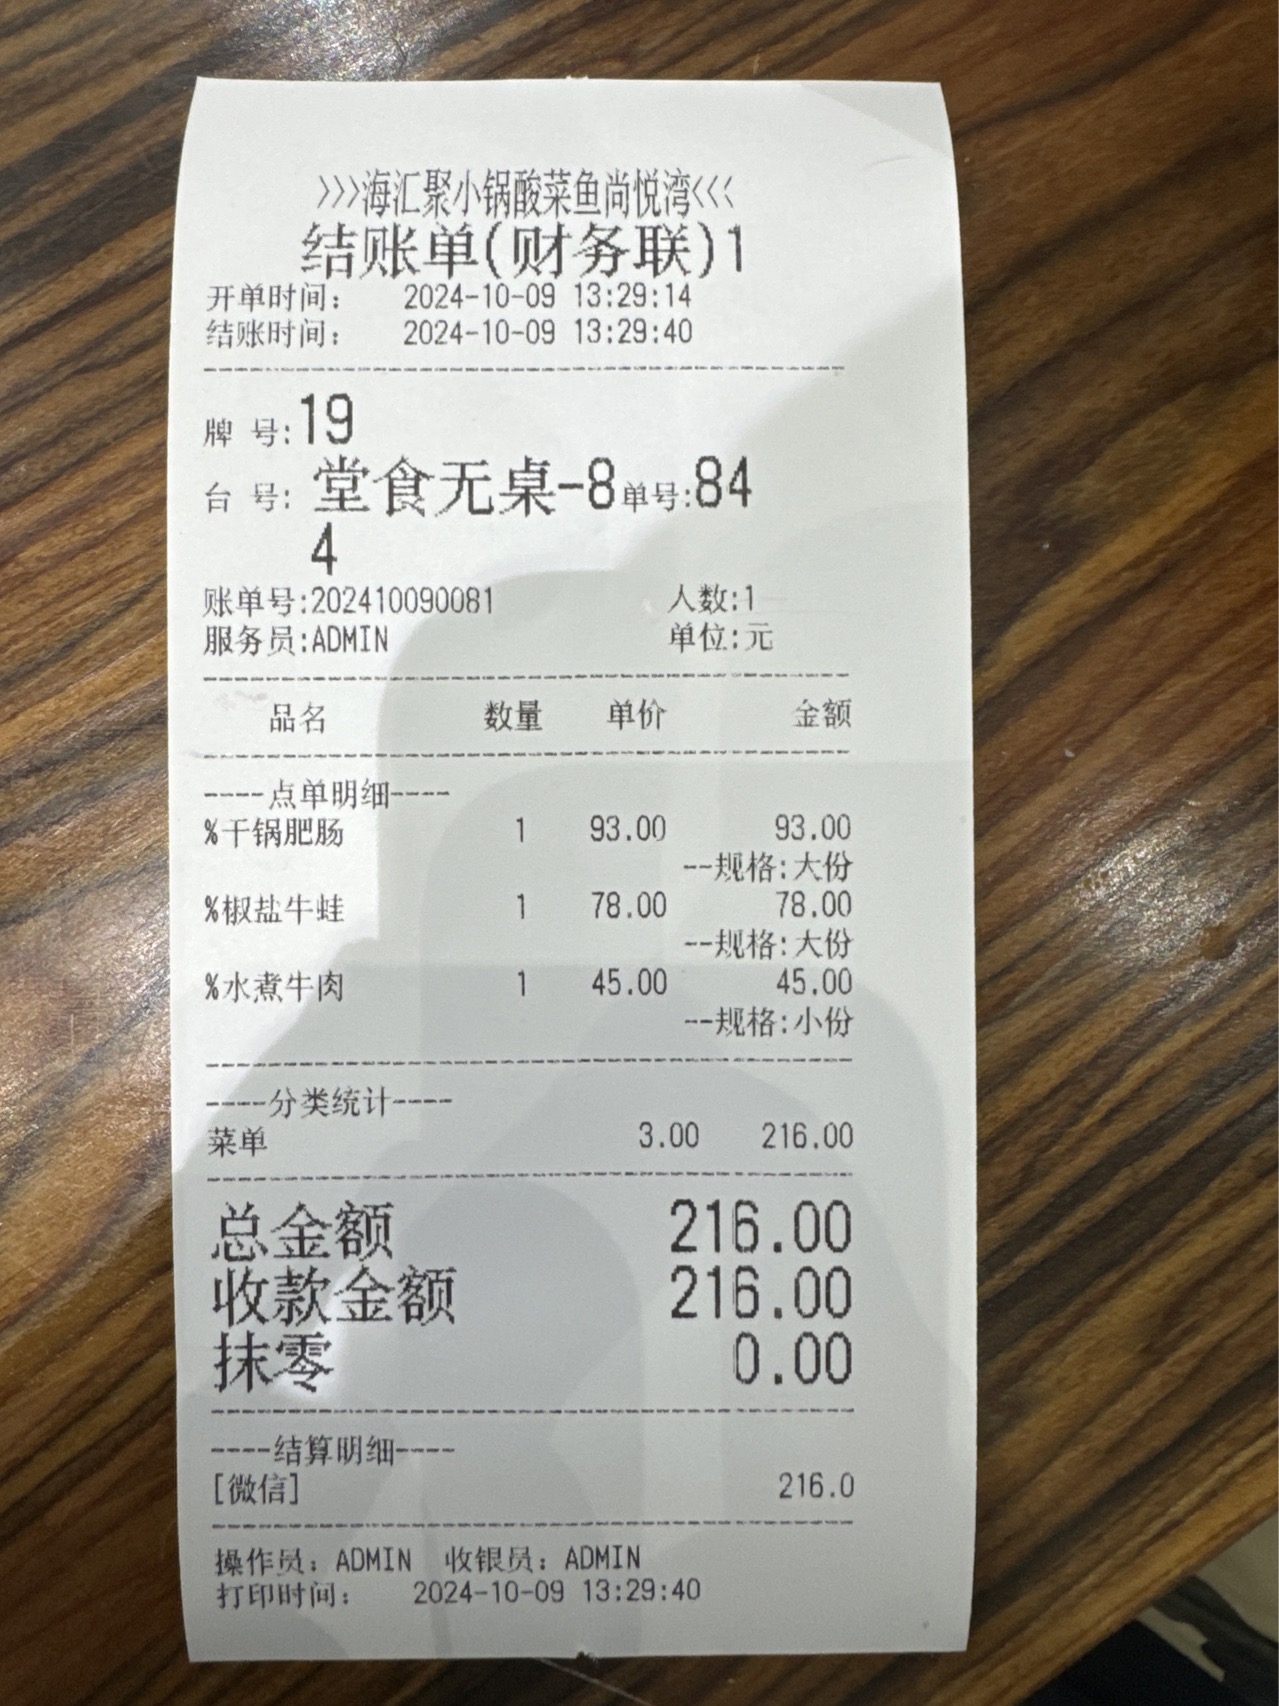 >>>海汇聚小锅酸菜鱼尚悦湾<<<
结账单(财务联)1
开单时间: 2024-10-09 13:29:14
结账时间: 2024-10-09 13:29:40
牌 号:19
台 号: 堂食无桌-8单号:84
4
账单号:202410090081 人数:1
服务员:ADMIN 单位:元
品名 数量 单价 金额
----点单明细----
%干锅肥肠 1 93.00 93.00
--规格:大份
%椒盐牛蛙 1 78.00 78.00
--规格:大份
%水煮牛肉 1 45.00 45.00
--规格:小份
----分类统计----
菜单 3.00 216.00
总金额 216.00
收款金额 216.00
抹零 0.00
----结算明细----
[微信] 216.0
操作员: ADMIN 收银员: ADMIN
打印时间: 2024-10-09 13:29:40